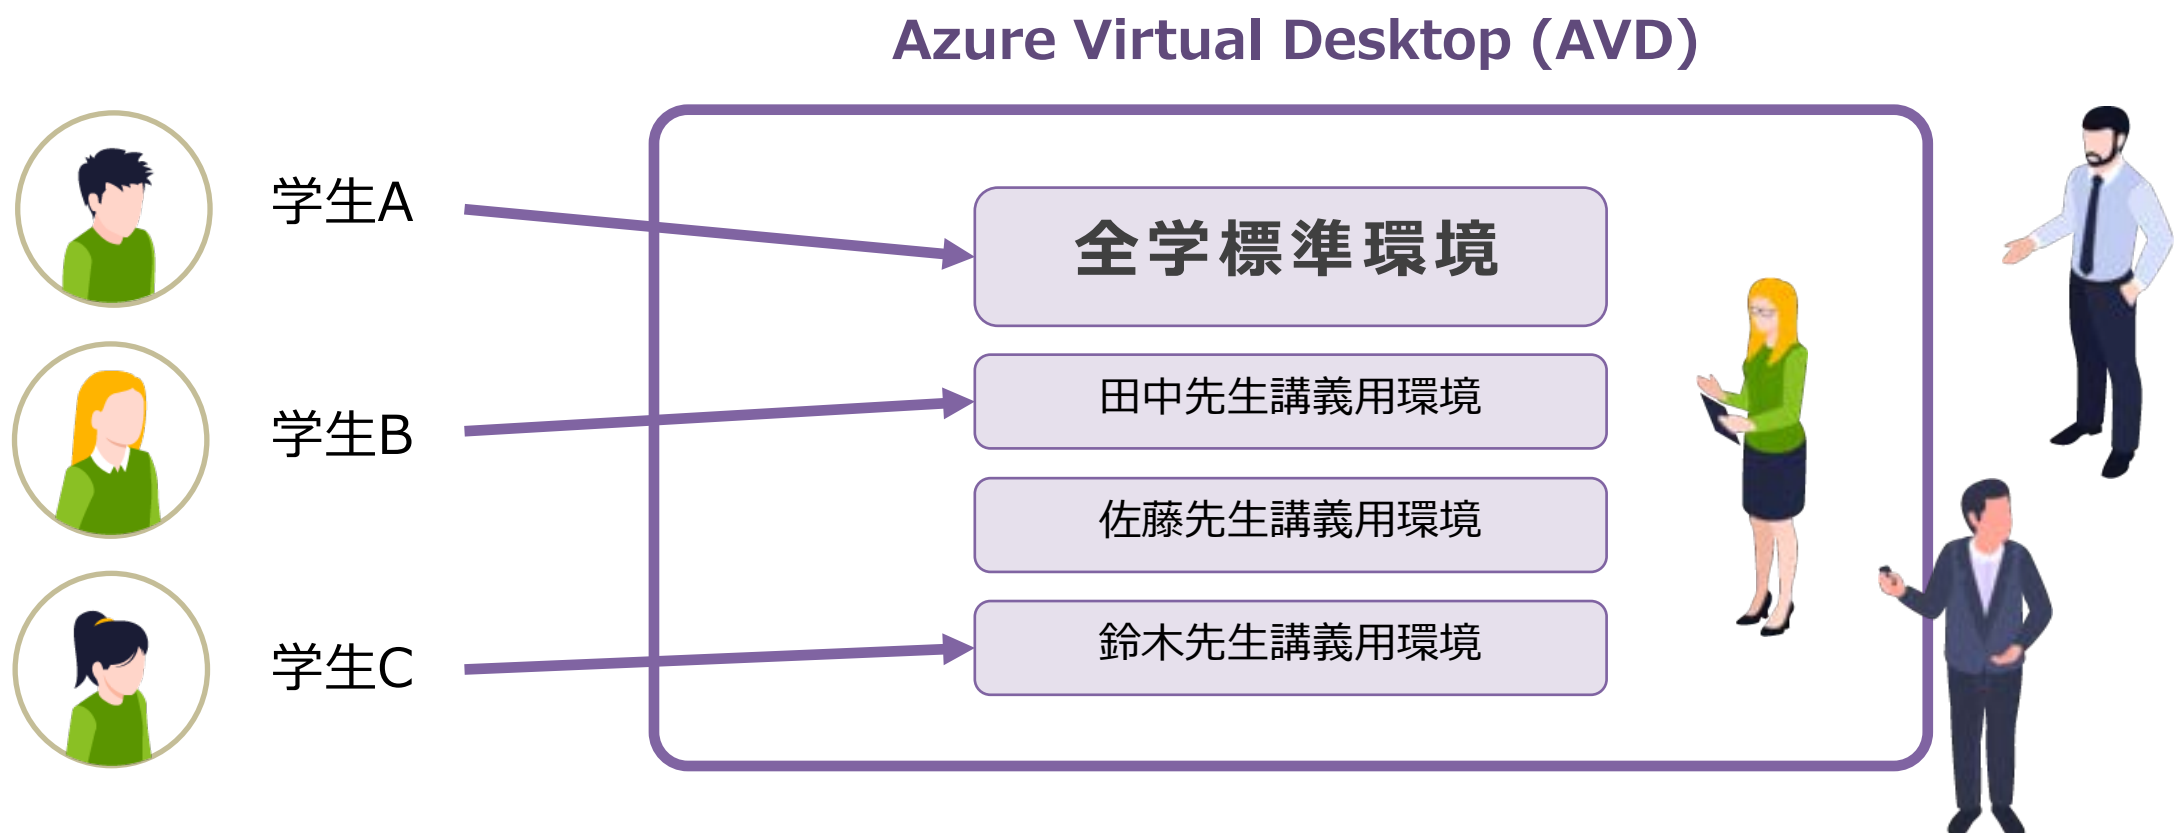 Azure Virtual Desktop (AVD)
学生A
全学標準環境
学生B
田中先生講義用環境
佐藤先生講義用環境
学生C
鈴木先生講義用環境